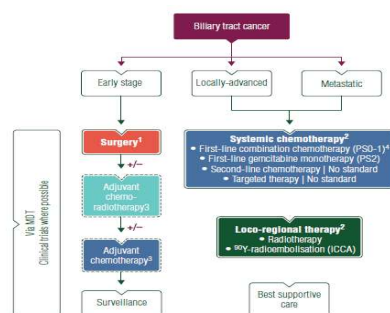 Biliary tract cancer
Early stage
Locally-advanced
Metastatic
Via MDT
Clinical trials where possible
Surgery¹
+/–
Adjuvant
chemo-
radiotherapy3
+/–
Adjuvant
chemotherapy³
Surveillance
Systemic chemotherapy²
• First-line combination chemotherapy (PS0-1)⁴
• First-line gemcitabine monotherapy (PS2)
• Second-line chemotherapy | No standard
• Targeted therapy | No standard
Loco-regional therapy²
• Radiotherapy
• ⁹⁰Y-radioembolisation (iCCA)
Best supportive
care